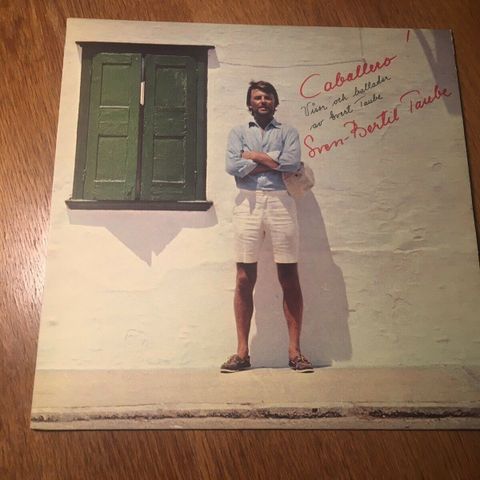 Caballero!
Visor och ballader
av Evert Taube
Sven-Bertil Taube